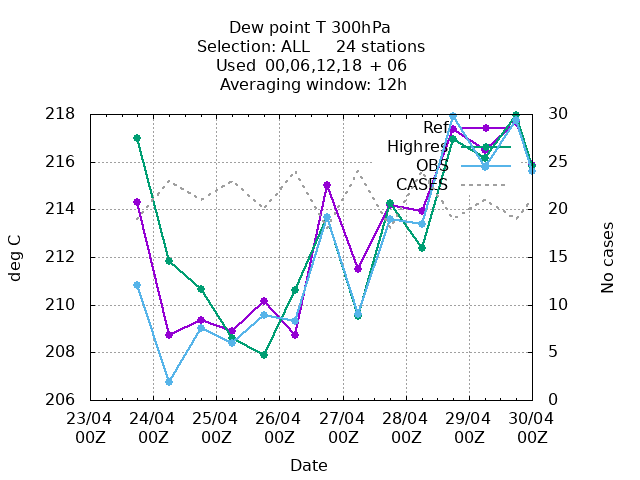 Dew point T 300hPa
Selection: ALL 24 stations
Used 00,06,12,18 + 06
Averaging window: 12h
218 30
Ref
Highres
216 25
OBS
CASES
214 20
212 15
deg C
No cases
210 10
208 5
206 0
23/04 24/04 25/04 26/04 27/04 28/04 29/04 30/04
00Z 00Z 00Z 00Z 00Z 00Z 00Z 00Z
Date